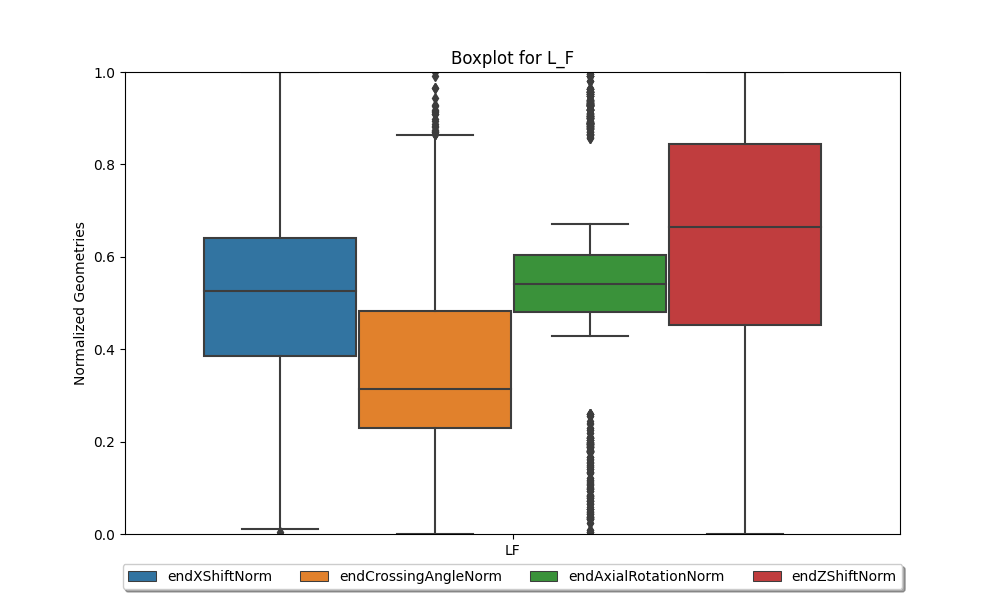 Boxplot for L_F
1.0
0.8
0.6
0.4
0.2
0.0
Normalized Geometries
LF
endXShiftNorm endCrossingAngleNorm endAxialRotationNorm endZShiftNorm